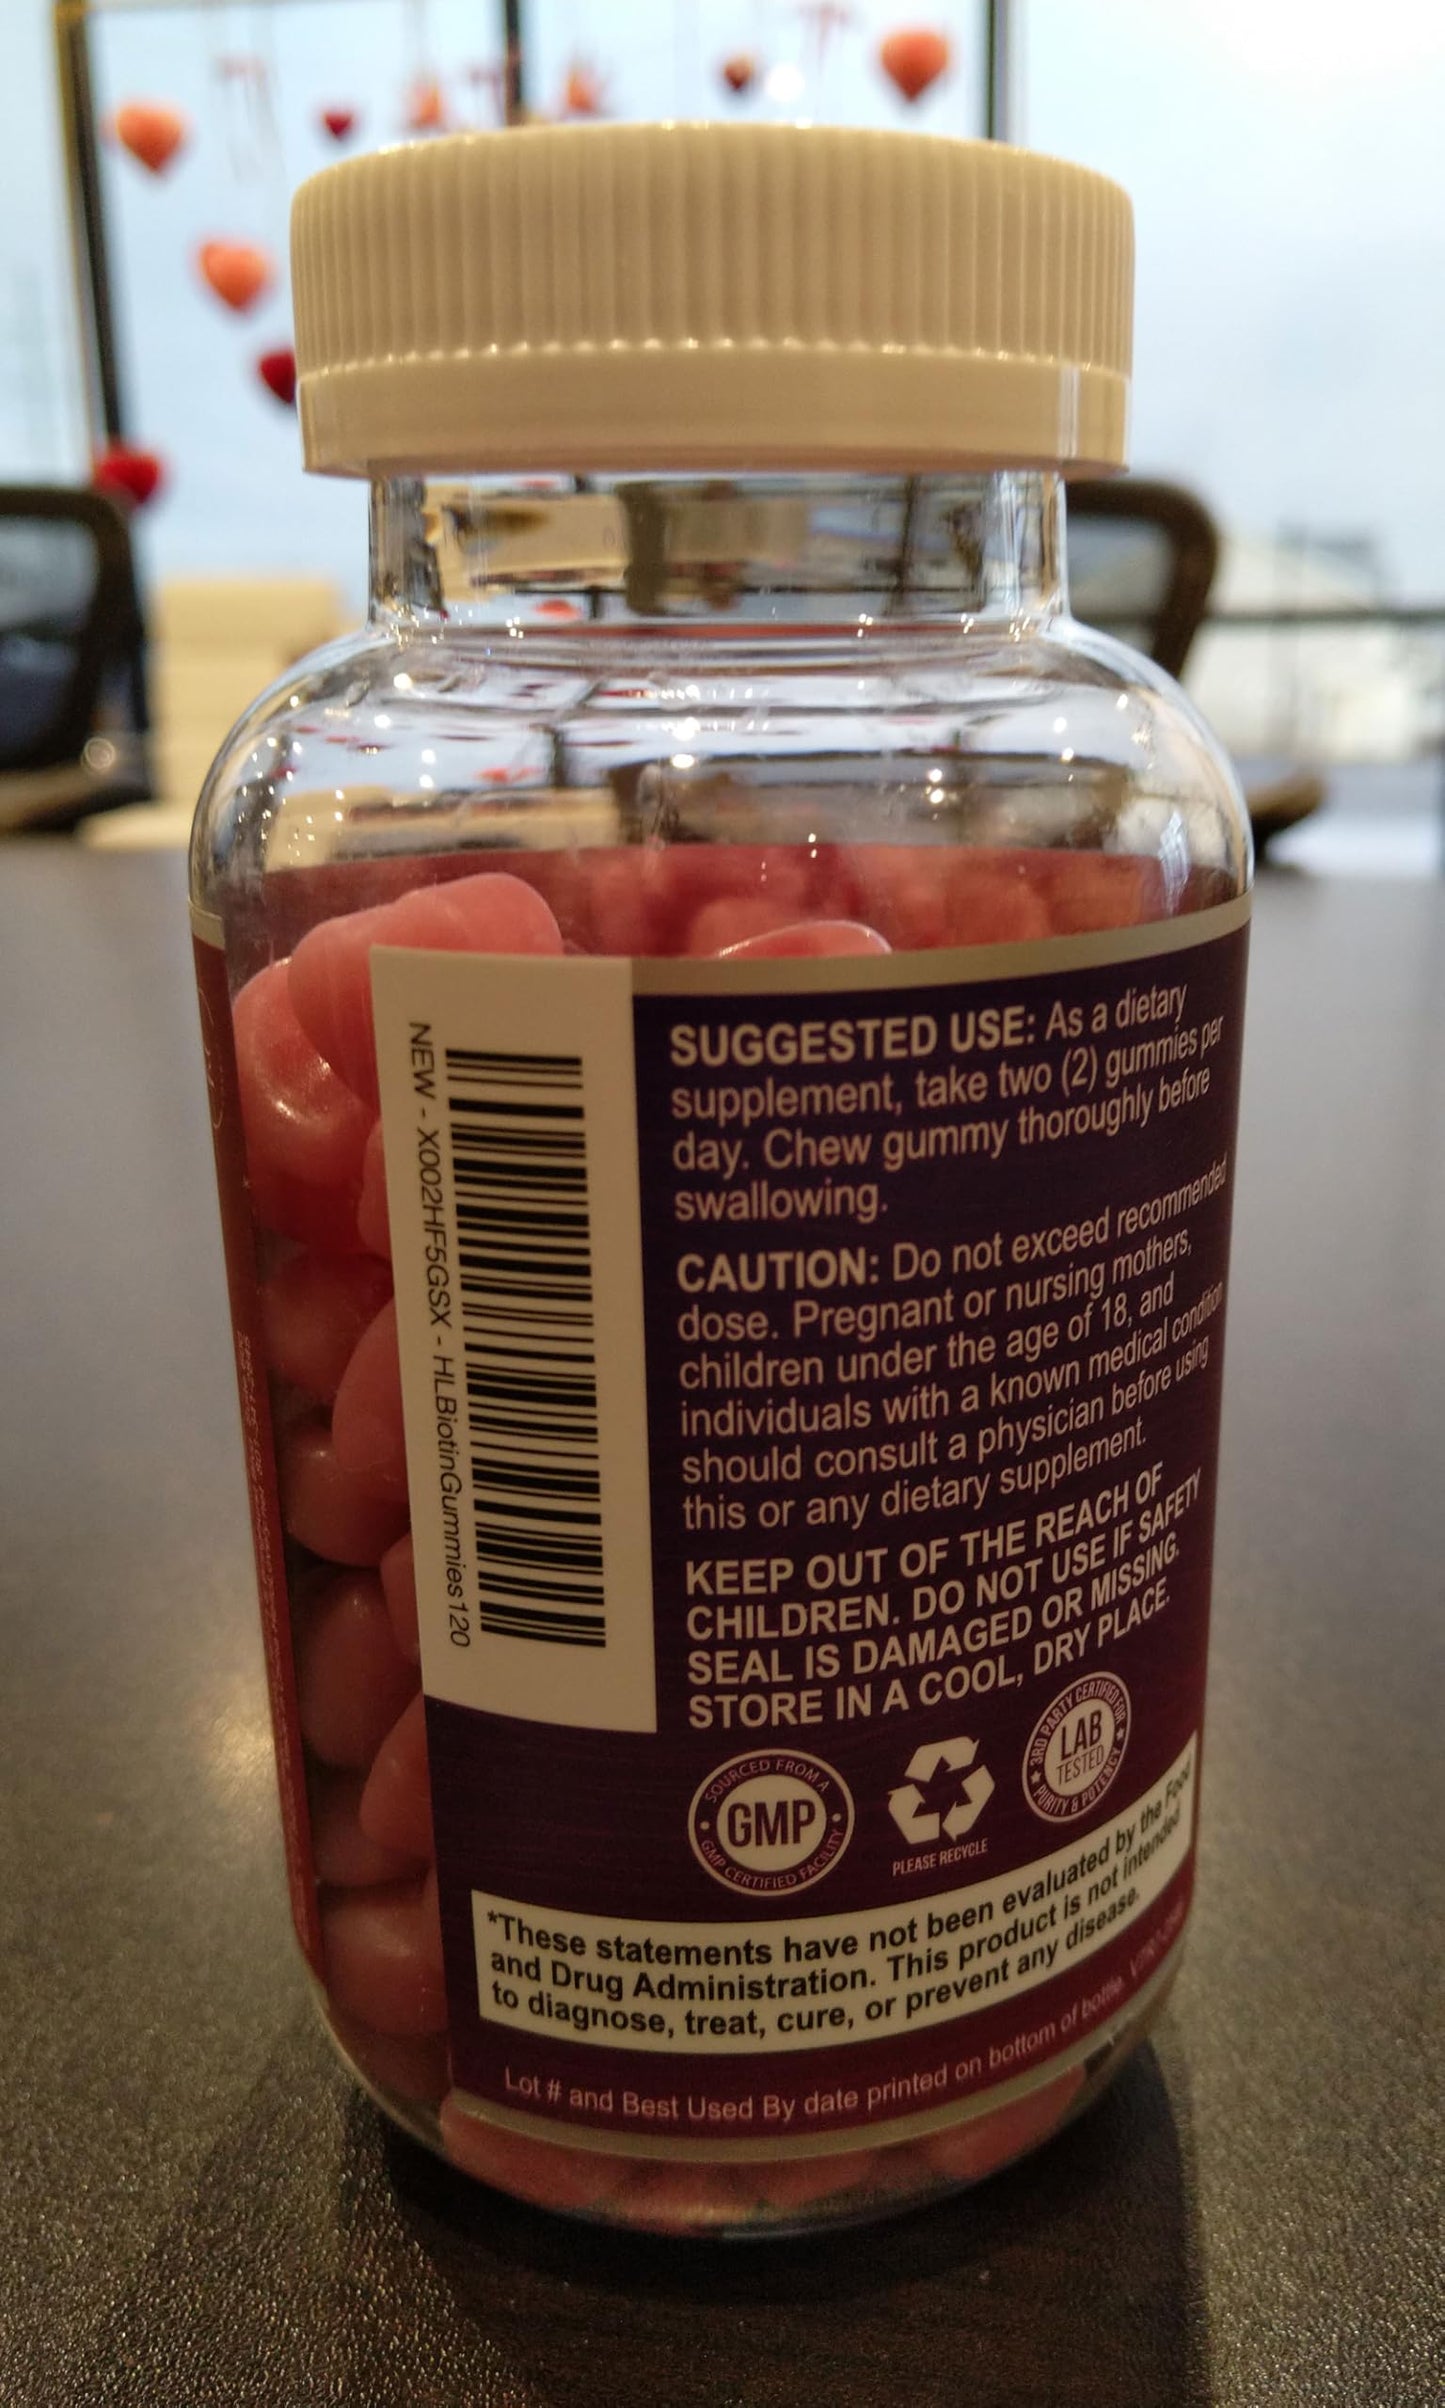 NEW - X002HF5GSX - HLBiotinGummies120
SUGGESTED USE: As a dietary
supplement, take two (2) gummies per
day. Chew gummy thoroughly before
swallowing.
CAUTION: Do not exceed recommended
dose. Pregnant or nursing mothers,
children under the age of 18, and
individuals with a known medical condition
should consult a physician before using
this or any dietary supplement.
KEEP OUT OF THE REACH OF
CHILDREN. DO NOT USE IF SAFETY
SEAL IS DAMAGED OR MISSING.
STORE IN A COOL, DRY PLACE.
SOURCED FROM A
GMP
GMP CERTIFIED FACILITY
PLEASE RECYCLE
3RD PARTY CERTIFIED FOR
LAB
TESTED
PURITY & POTENCY
*These statements have not been evaluated by the Food
and Drug Administration. This product is not intended
to diagnose, treat, cure, or prevent any disease.
Lot # and Best Used By date printed on bottom of bottle.